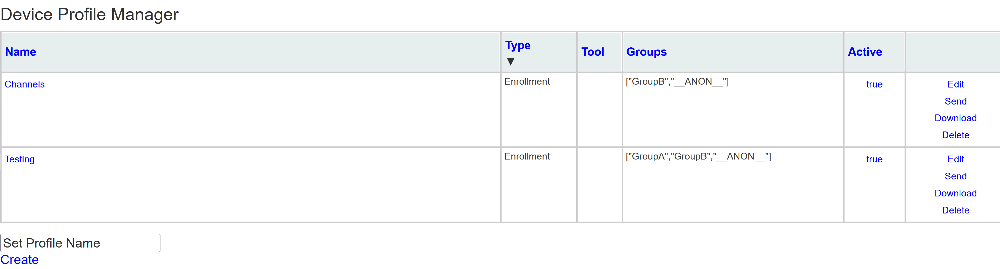 Device Profile Manager
Name Type ▼ Tool Groups Active
Channels Enrollment ["GroupB","__ANON__"] true Edit
Send
Download
Delete
Testing Enrollment ["GroupA","GroupB","__ANON__"] true Edit
Send
Download
Delete
Set Profile Name
Create